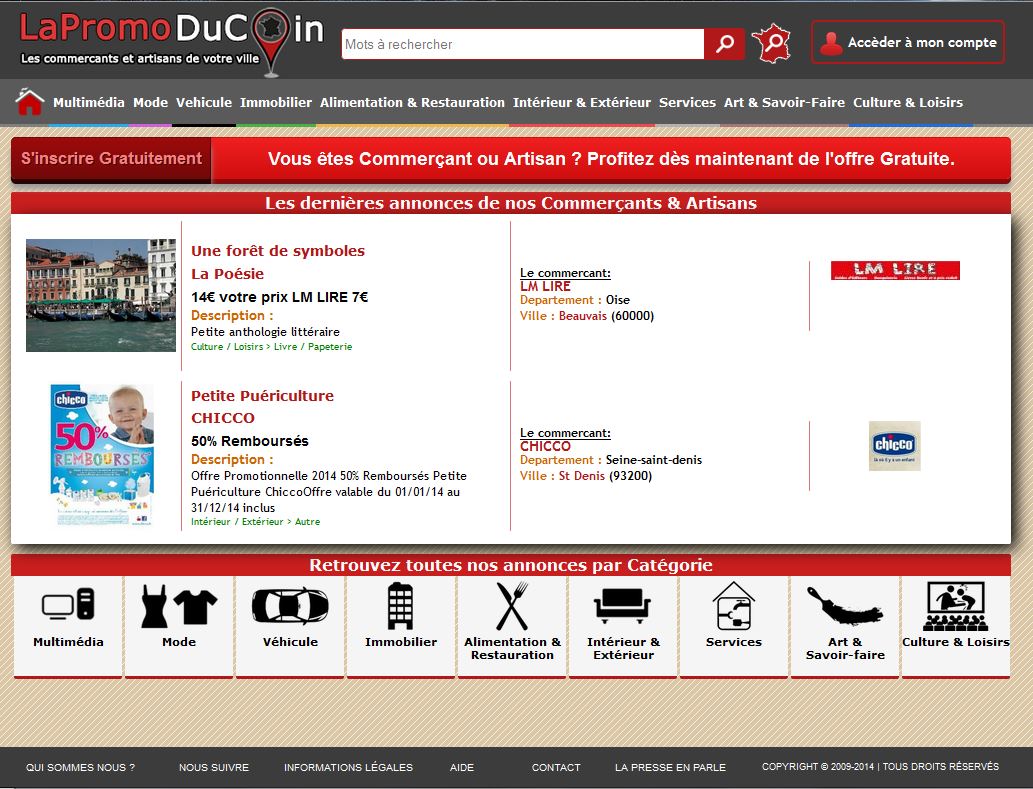 LaPromoDuCoin
Les commercants et artisans de votre ville
Mots à rechercher
Accèder à mon compte
Multimédia Mode Vehicule Immobilier Alimentation & Restauration Intérieur & Extérieur Services Art & Savoir-Faire Culture & Loisirs
S'inscrire Gratuitement
Vous êtes Commerçant ou Artisan ? Profitez dès maintenant de l'offre Gratuite.
Les dernières annonces de nos Commerçants & Artisans
Une forêt de symboles
La Poésie
14€ votre prix LM LIRE 7€
Description :
Petite anthologie littéraire
Culture / Loisirs > Livre / Papeterie
Le commercant:
LM LIRE
Departement : Oise
Ville : Beauvais (60000)
LM LIRE
chicco
50%
REMBOURSÉS
Petite Puériculture
CHICCO
50% Remboursés
Description :
Offre Promotionnelle 2014 50% Remboursés Petite
Puériculture ChiccoOffre valable du 01/01/14 au
31/12/14 inclus
Intérieur / Extérieur > Autre
Le commercant:
CHICCO
Departement : Seine-saint-denis
Ville : St Denis (93200)
chicco
là où il y a un enfant
Retrouvez toutes nos annonces par Catégorie
Multimédia
Mode
Véhicule
Immobilier
Alimentation &
Restauration
Intérieur &
Extérieur
Services
Art &
Savoir-faire
Culture & Loisirs
QUI SOMMES NOUS ? NOUS SUIVRE INFORMATIONS LÉGALES AIDE CONTACT LA PRESSE EN PARLE COPYRIGHT © 2009-2014 | TOUS DROITS RÉSERVÉS